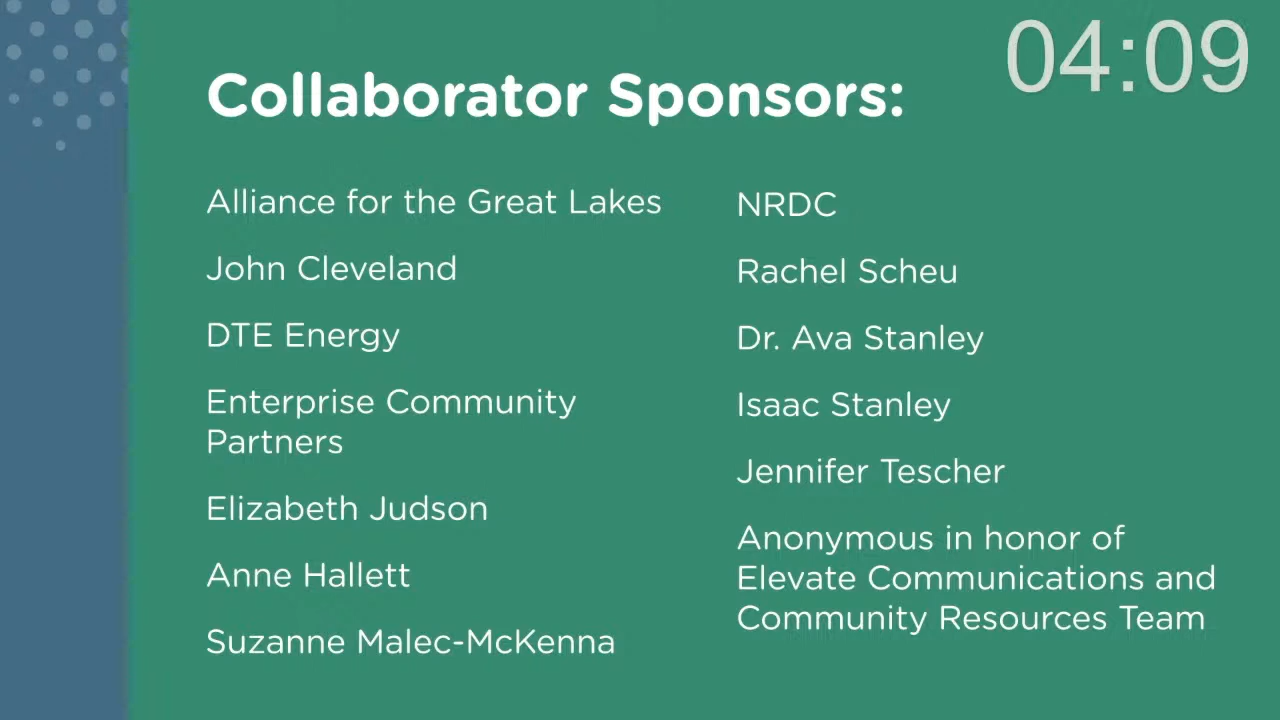 04:09
Collaborator Sponsors:
Alliance for the Great Lakes
John Cleveland
DTE Energy
Enterprise Community
Partners
Elizabeth Judson
Anne Hallett
Suzanne Malec-McKenna
NRDC
Rachel Scheu
Dr. Ava Stanley
Isaac Stanley
Jennifer Tescher
Anonymous in honor of
Elevate Communications and
Community Resources Team